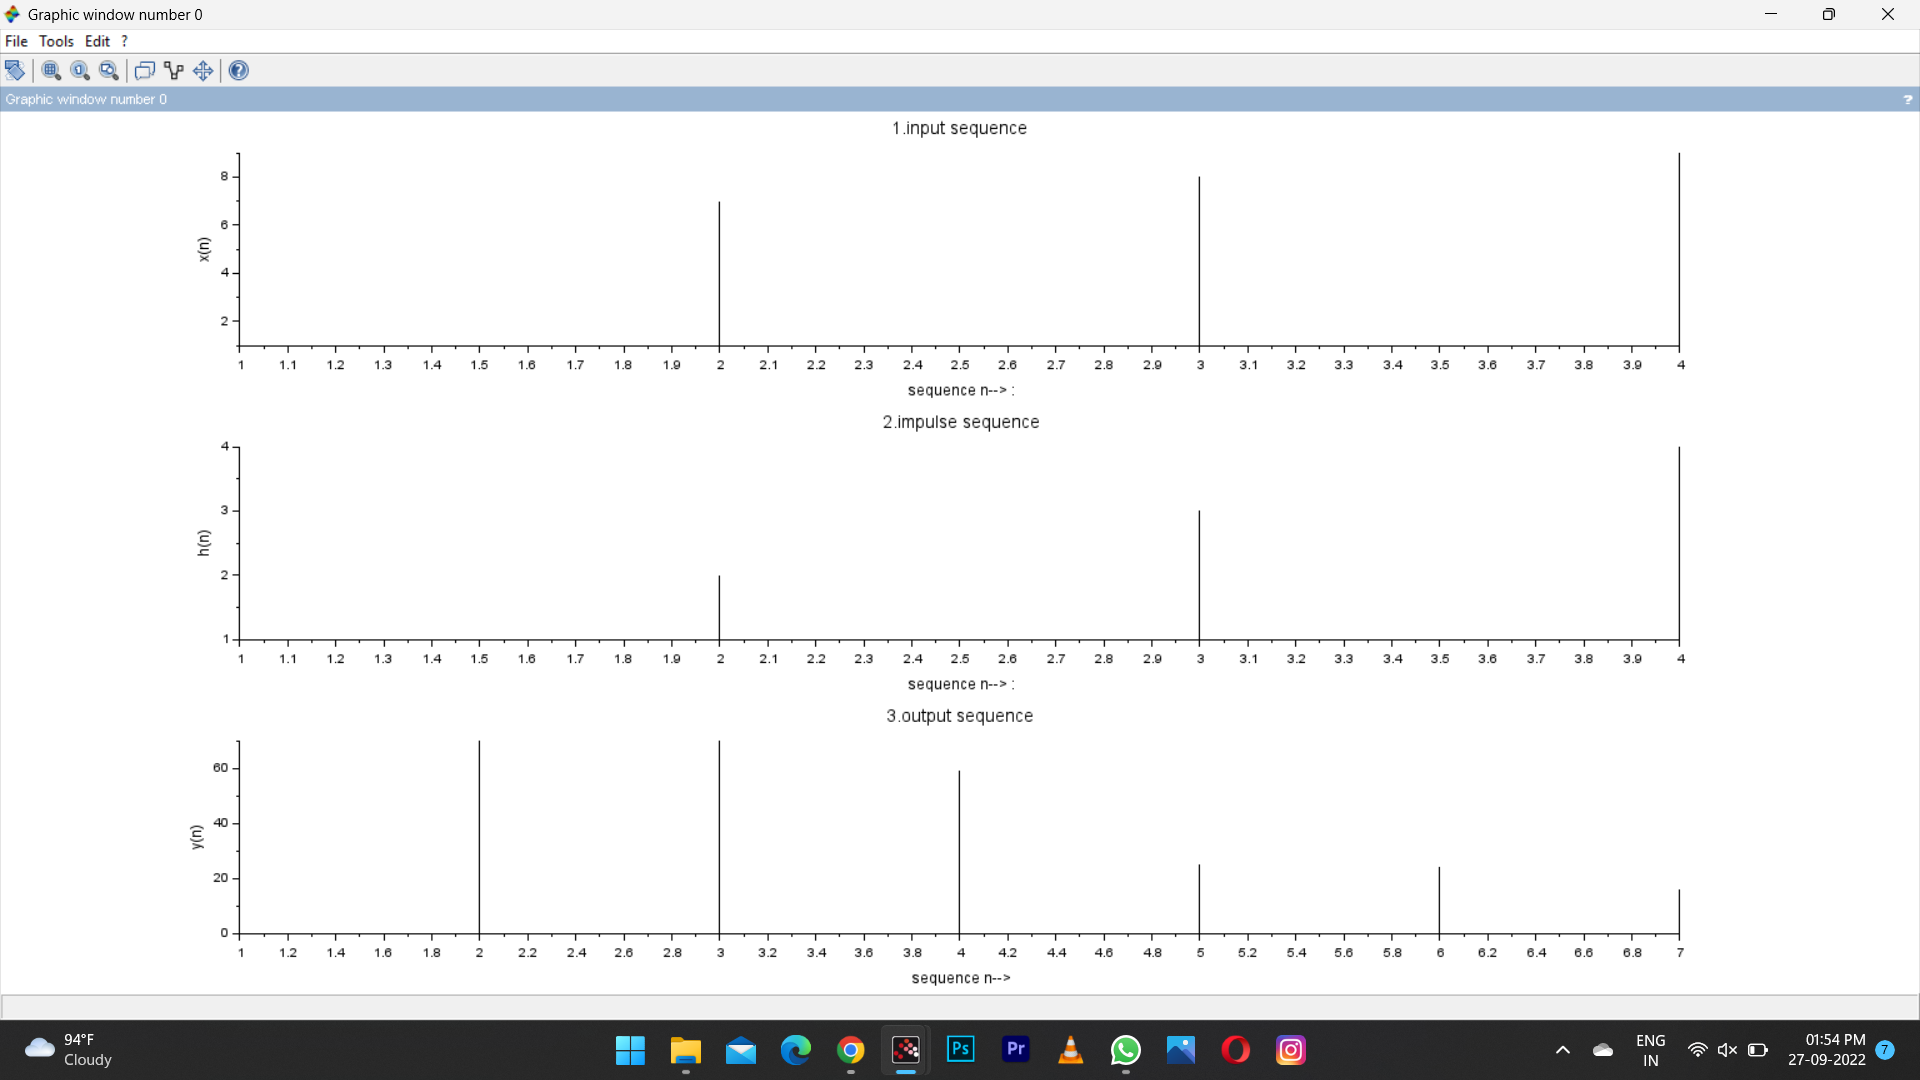 Graphic window number 0
File Tools Edit ?
Graphic window number 0 ?
1.input sequence
8
6
4
2
x(n)
1 1.1 1.2 1.3 1.4 1.5 1.6 1.7 1.8 1.9 2 2.1 2.2 2.3 2.4 2.5 2.6 2.7 2.8 2.9 3 3.1 3.2 3.3 3.4 3.5 3.6 3.7 3.8 3.9 4
sequence n--> :
2.impulse sequence
4
3
2
1
h(n)
1 1.1 1.2 1.3 1.4 1.5 1.6 1.7 1.8 1.9 2 2.1 2.2 2.3 2.4 2.5 2.6 2.7 2.8 2.9 3 3.1 3.2 3.3 3.4 3.5 3.6 3.7 3.8 3.9 4
sequence n--> :
3.output sequence
60
40
20
0
y(n)
1 1.2 1.4 1.6 1.8 2 2.2 2.4 2.6 2.8 3 3.2 3.4 3.6 3.8 4 4.2 4.4 4.6 4.8 5 5.2 5.4 5.6 5.8 6 6.2 6.4 6.6 6.8 7
sequence n-->
94°F
Cloudy
Ps
Pr
ENG
IN
01:54 PM
27-09-2022
7